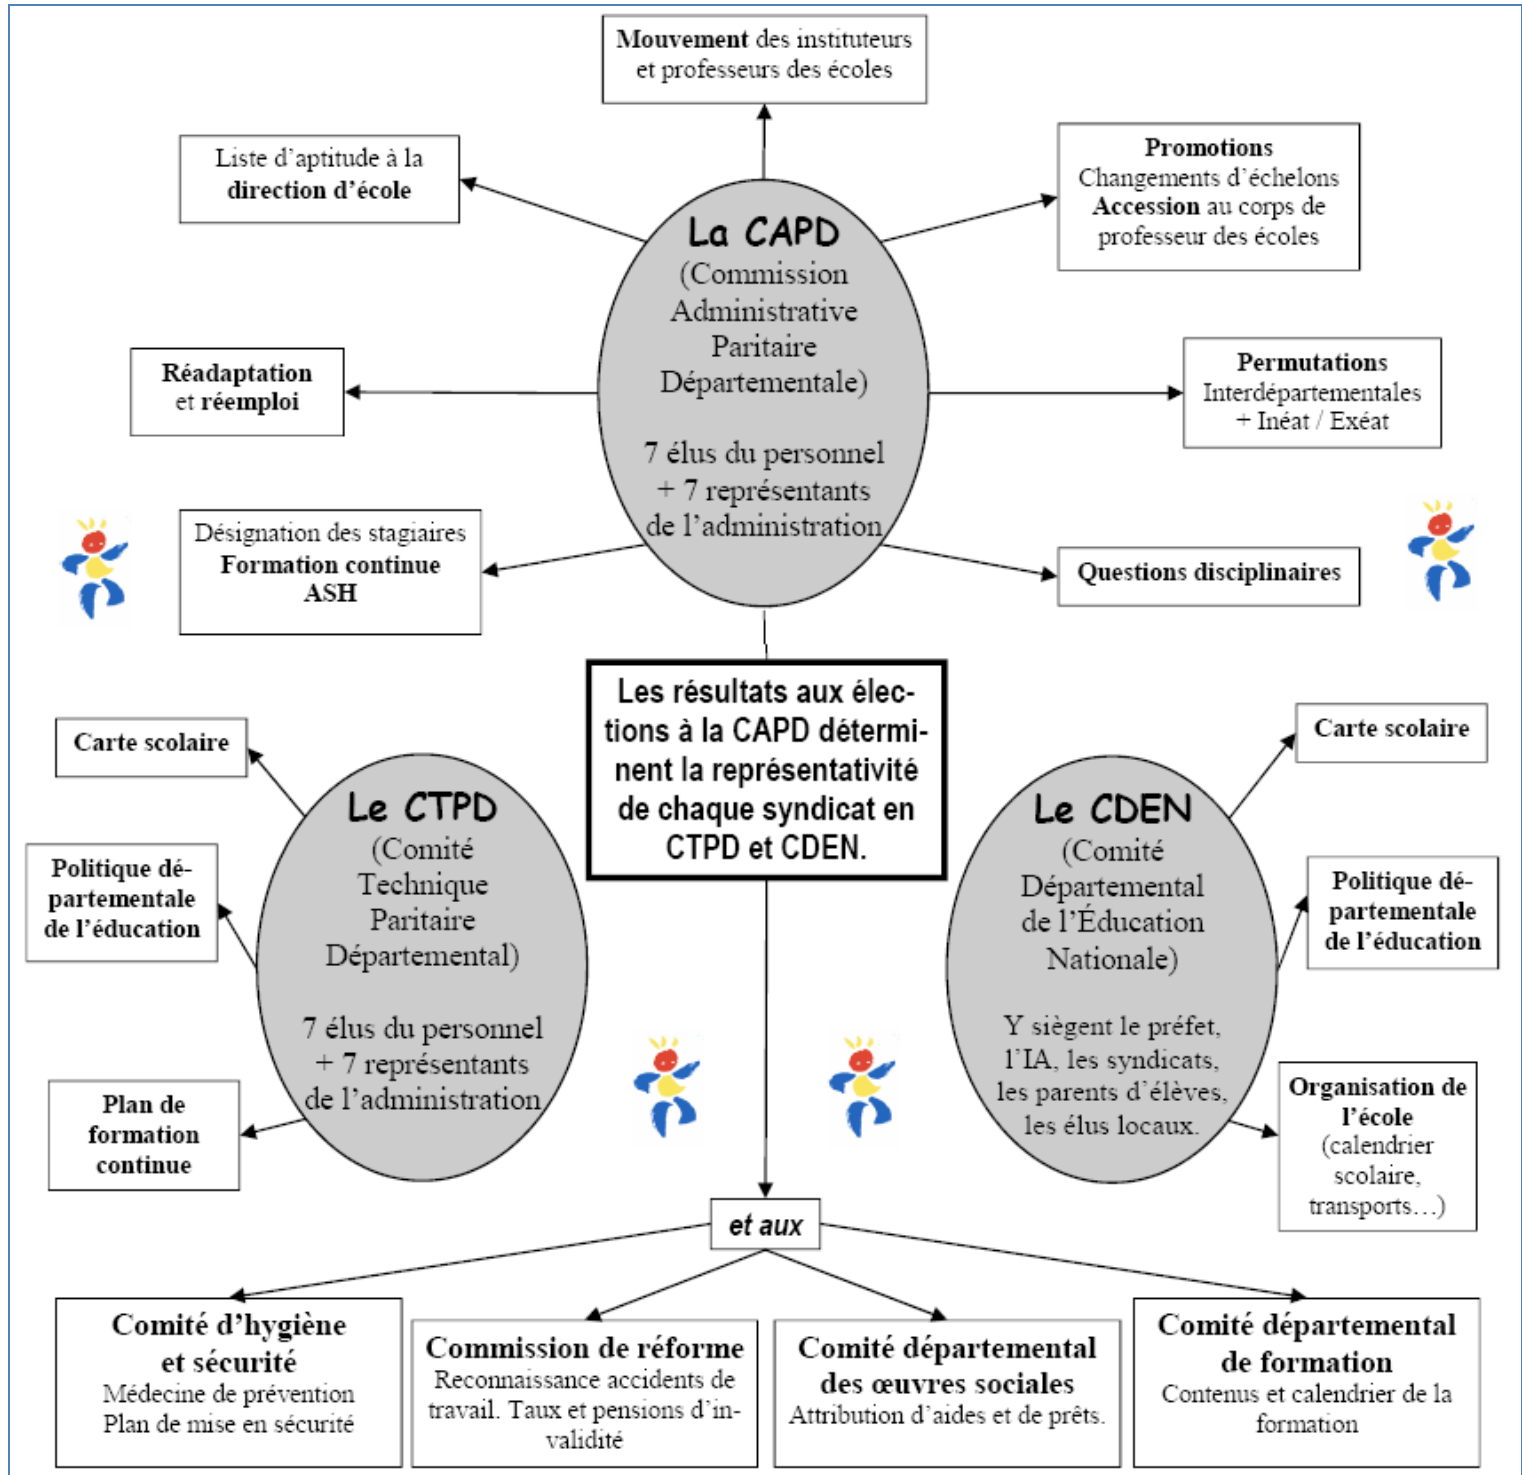 Mouvement des instituteurs
et professeurs des écoles
Liste d'aptitude à la
direction d'école
Promotions
Changements d'échelons
Accession au corps de
professeur des écoles
La CAPD
(Commission
Administrative
Paritaire
Départementale)
7 élus du personnel
+ 7 représentants
de l'administration
Réadaptation
et réemploi
Permutations
Interdépartementales
+ Inéat / Exéat
Désignation des stagiaires
Formation continue
ASH
Questions disciplinaires
Les résultats aux élec-
tions à la CAPD détermi-
nent la représentativité
de chaque syndicat en
CTPD et CDEN.
Carte scolaire
Politique dé-
partementale
de l'éducation
Plan de
formation
continue
Le CTPD
(Comité
Technique
Paritaire
Départemental)
7 élus du personnel
+ 7 représentants
de l'administration
Le CDEN
(Comité
Départemental
de l'Éducation
Nationale)
Y siègent le préfet,
l'IA, les syndicats,
les parents d'élèves,
les élus locaux.
Carte scolaire
Politique dé-
partementale
de l'éducation
Organisation de
l'école
(calendrier
scolaire,
transports…)
et aux
Comité d'hygiène
et sécurité
Médecine de prévention
Plan de mise en sécurité
Commission de réforme
Reconnaissance accidents de
travail. Taux et pensions d'in-
validité
Comité départemental
des œuvres sociales
Attribution d'aides et de prêts.
Comité départemental
de formation
Contenus et calendrier de la
formation